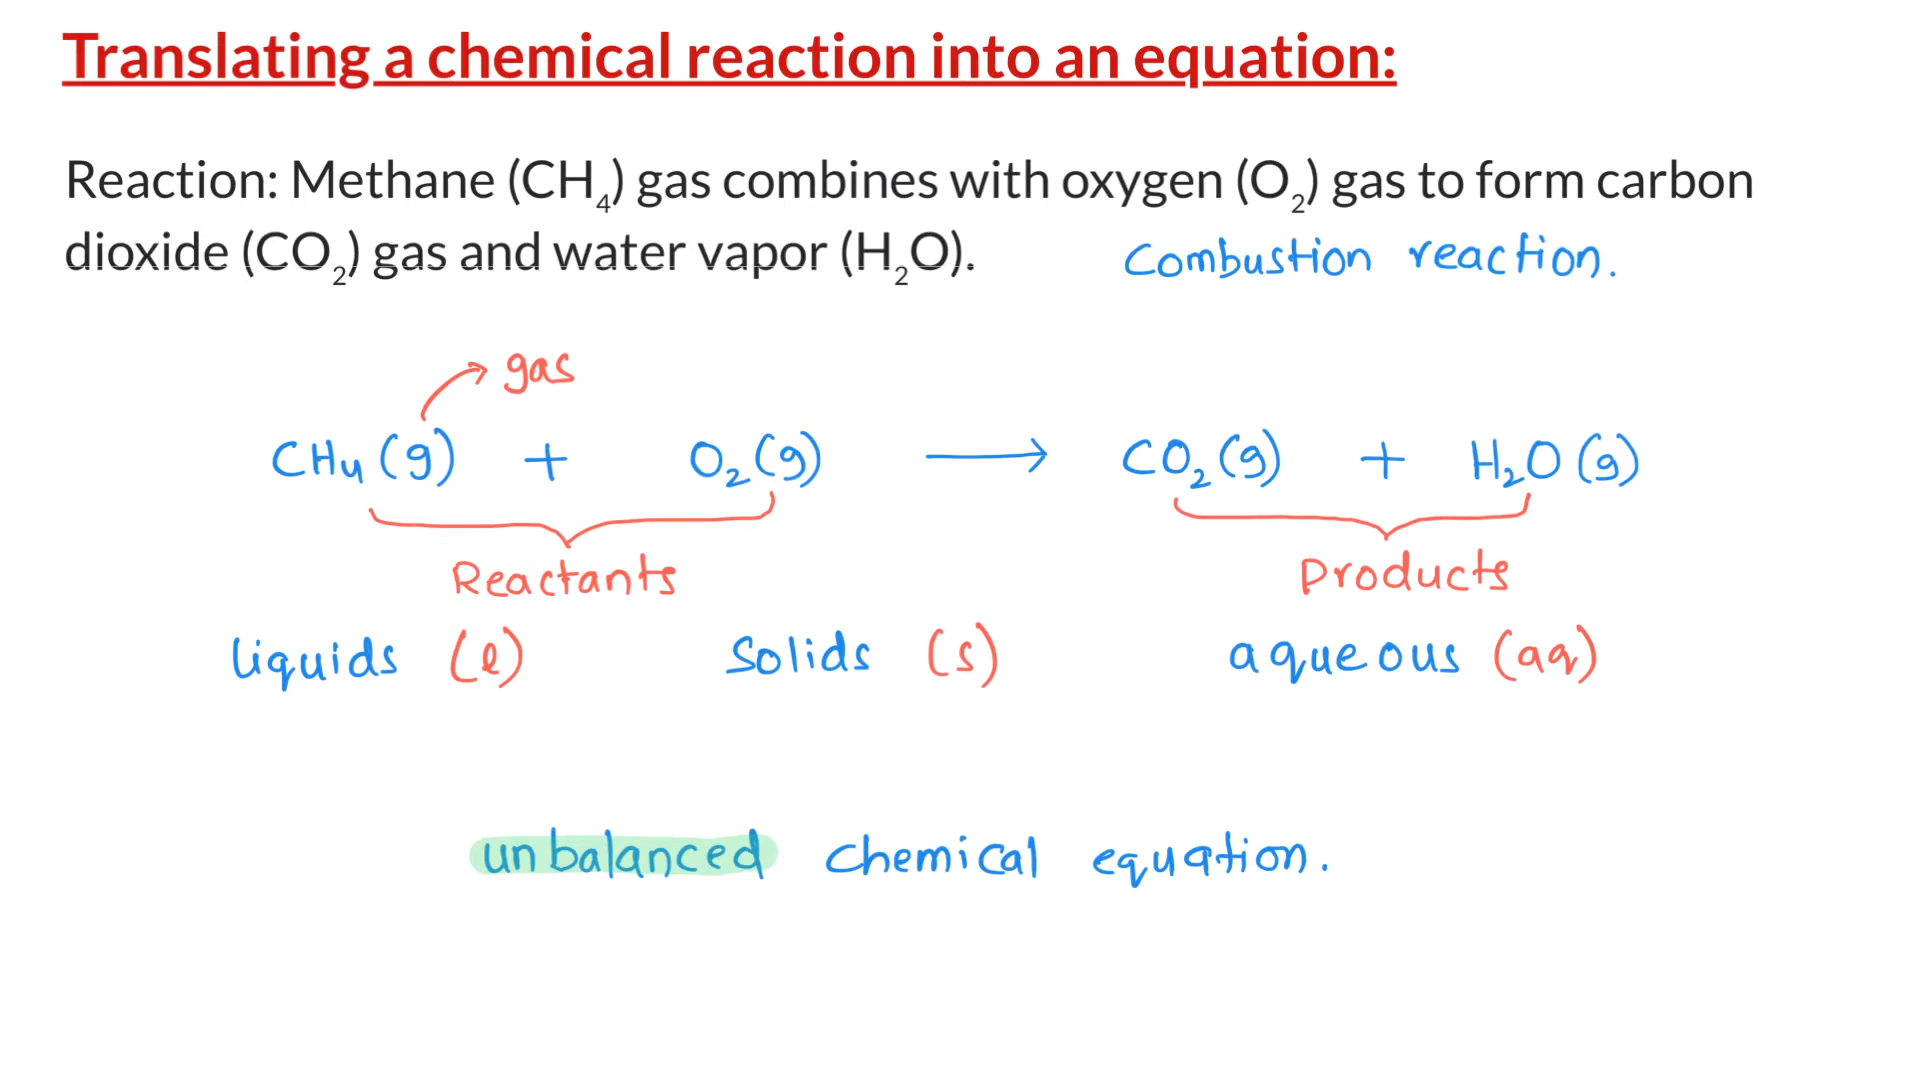 Translating a chemical reaction into an equation:
Reaction: Methane (CH₄) gas combines with oxygen (O₂) gas to form carbon
dioxide (CO₂) gas and water vapor (H₂O).
Combustion reaction.
gas
CH₄(g) + O₂(g) ⟶ CO₂(g) + H₂O(g)
Reactants Products
liquids (l) Solids (s) aqueous (aq)
unbalanced chemical equation.